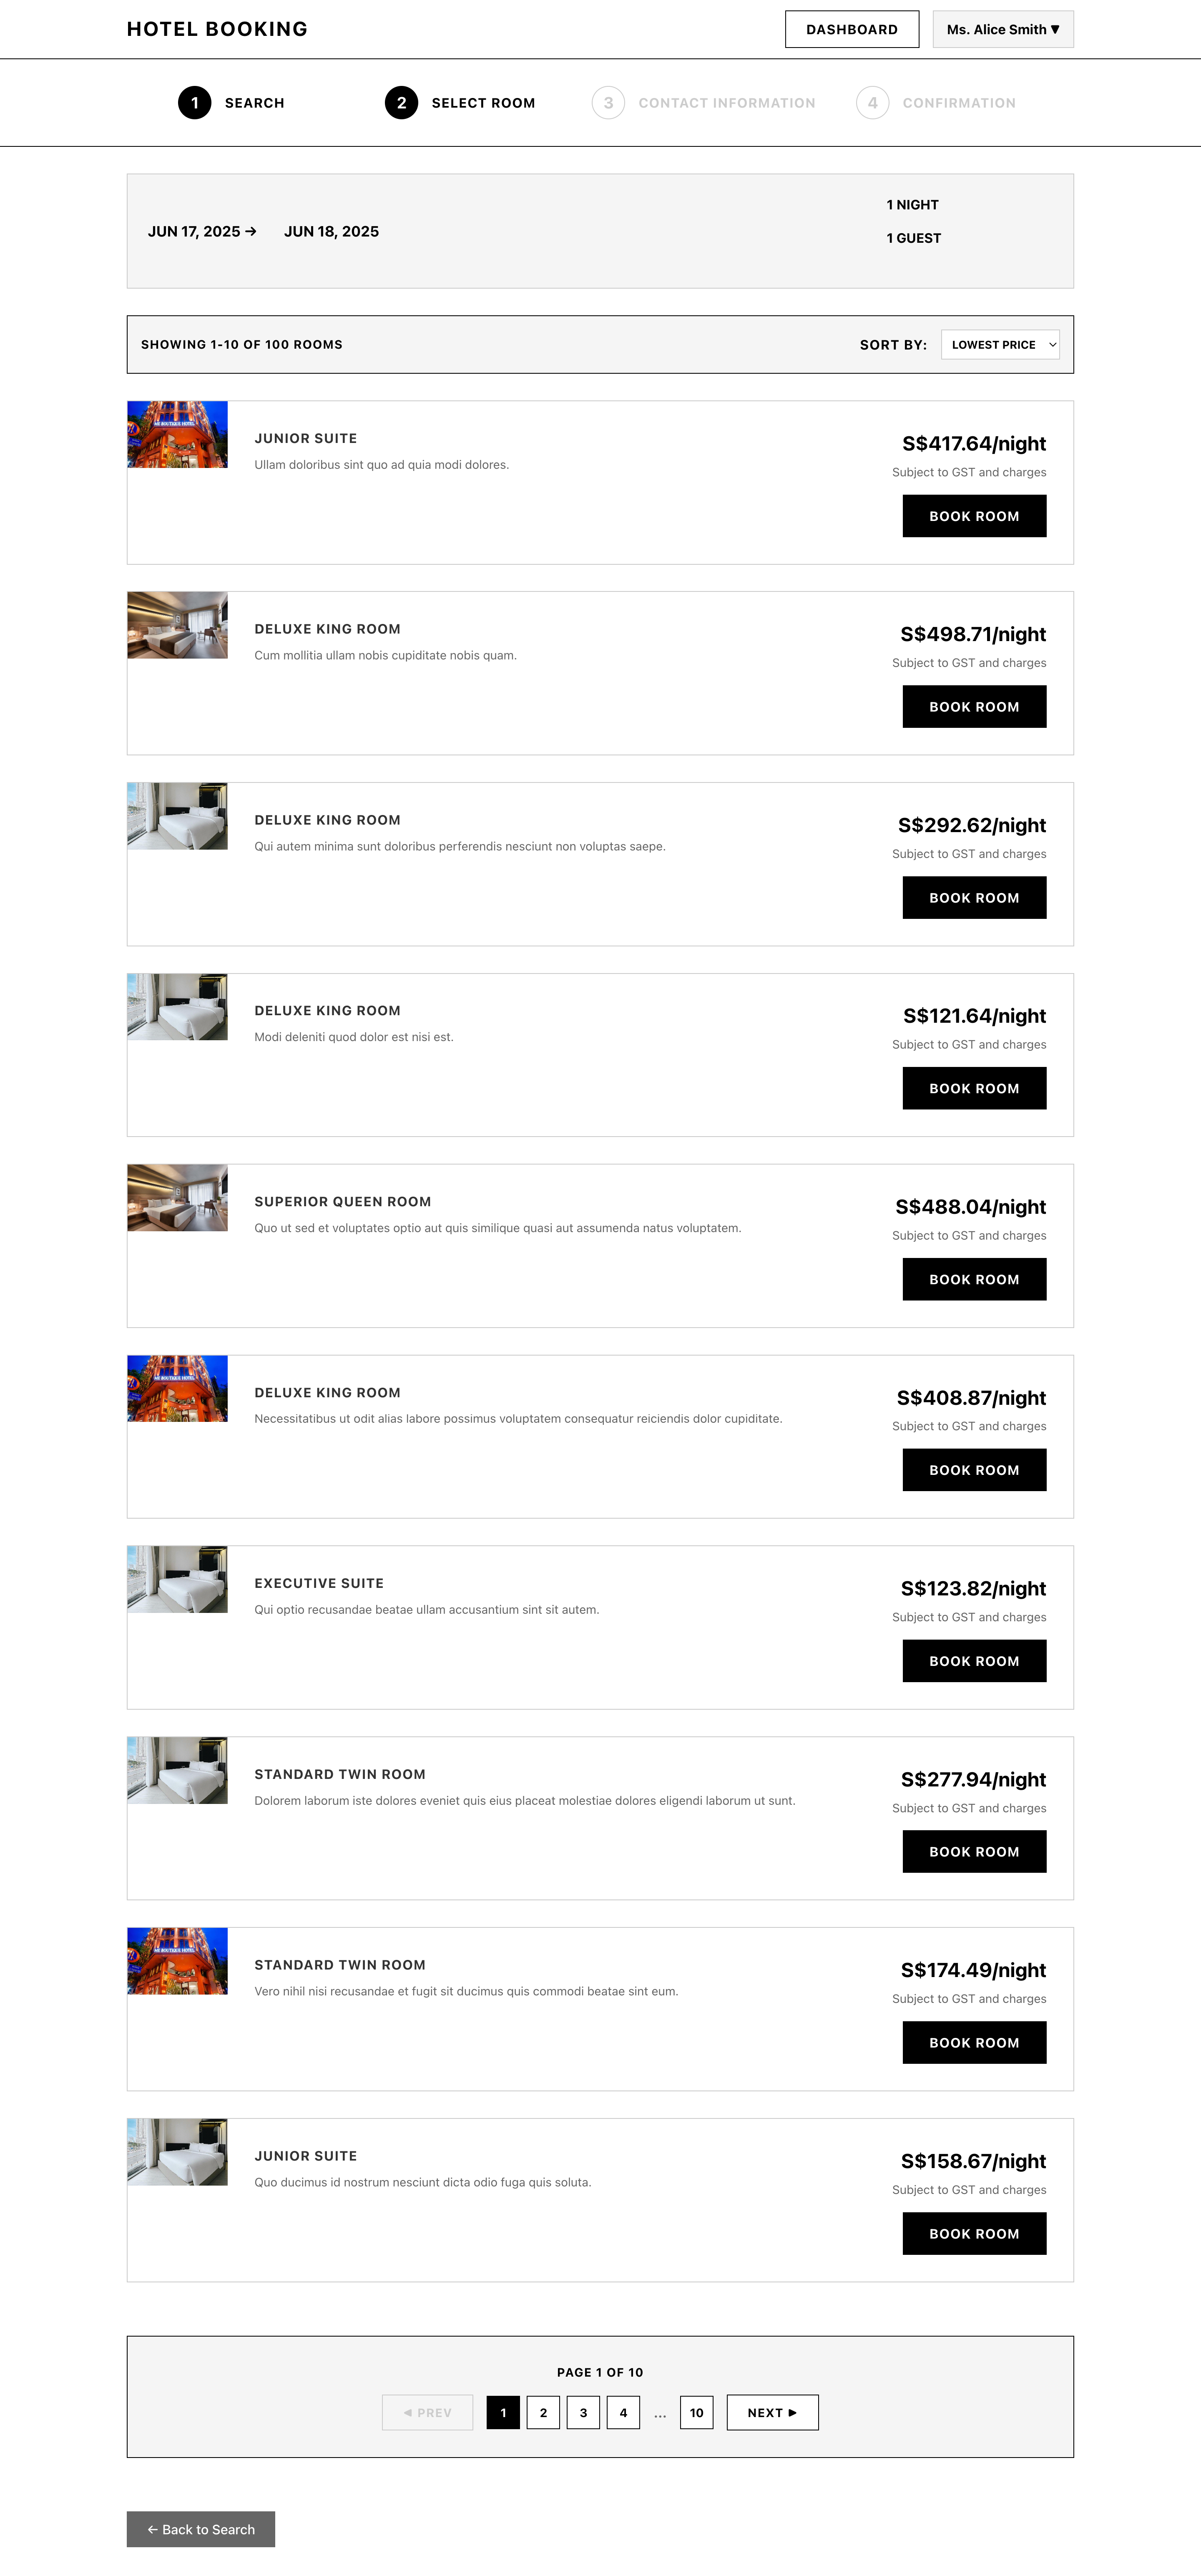 HOTEL BOOKING
DASHBOARD
Ms. Alice Smith ▼
1 SEARCH
2 SELECT ROOM
3 CONTACT INFORMATION
4 CONFIRMATION
JUN 17, 2025 → JUN 18, 2025
1 NIGHT
1 GUEST
SHOWING 1-10 OF 100 ROOMS
SORT BY: LOWEST PRICE
JUNIOR SUITE
Ullam doloribus sint quo ad quia modi dolores.
S$417.64/night
Subject to GST and charges
BOOK ROOM
DELUXE KING ROOM
Cum mollitia ullam nobis cupiditate nobis quam.
S$498.71/night
Subject to GST and charges
BOOK ROOM
DELUXE KING ROOM
Qui autem minima sunt doloribus perferendis nesciunt non voluptas saepe.
S$292.62/night
Subject to GST and charges
BOOK ROOM
DELUXE KING ROOM
Modi deleniti quod dolor est nisi est.
S$121.64/night
Subject to GST and charges
BOOK ROOM
SUPERIOR QUEEN ROOM
Quo ut sed et voluptates optio aut quis similique quasi aut assumenda natus voluptatem.
S$488.04/night
Subject to GST and charges
BOOK ROOM
DELUXE KING ROOM
Necessitatibus ut odit alias labore possimus voluptatem consequatur reiciendis dolor cupiditate.
S$408.87/night
Subject to GST and charges
BOOK ROOM
EXECUTIVE SUITE
Qui optio recusandae beatae ullam accusantium sint sit autem.
S$123.82/night
Subject to GST and charges
BOOK ROOM
STANDARD TWIN ROOM
Dolorem laborum iste dolores eveniet quis eius placeat molestiae dolores eligendi laborum ut sunt.
S$277.94/night
Subject to GST and charges
BOOK ROOM
STANDARD TWIN ROOM
Vero nihil nisi recusandae et fugit sit ducimus quis commodi beatae sint eum.
S$174.49/night
Subject to GST and charges
BOOK ROOM
JUNIOR SUITE
Quo ducimus id nostrum nesciunt dicta odio fuga quis soluta.
S$158.67/night
Subject to GST and charges
BOOK ROOM
PAGE 1 OF 10
◄ PREV 1 2 3 4 ... 10 NEXT ►
← Back to Search